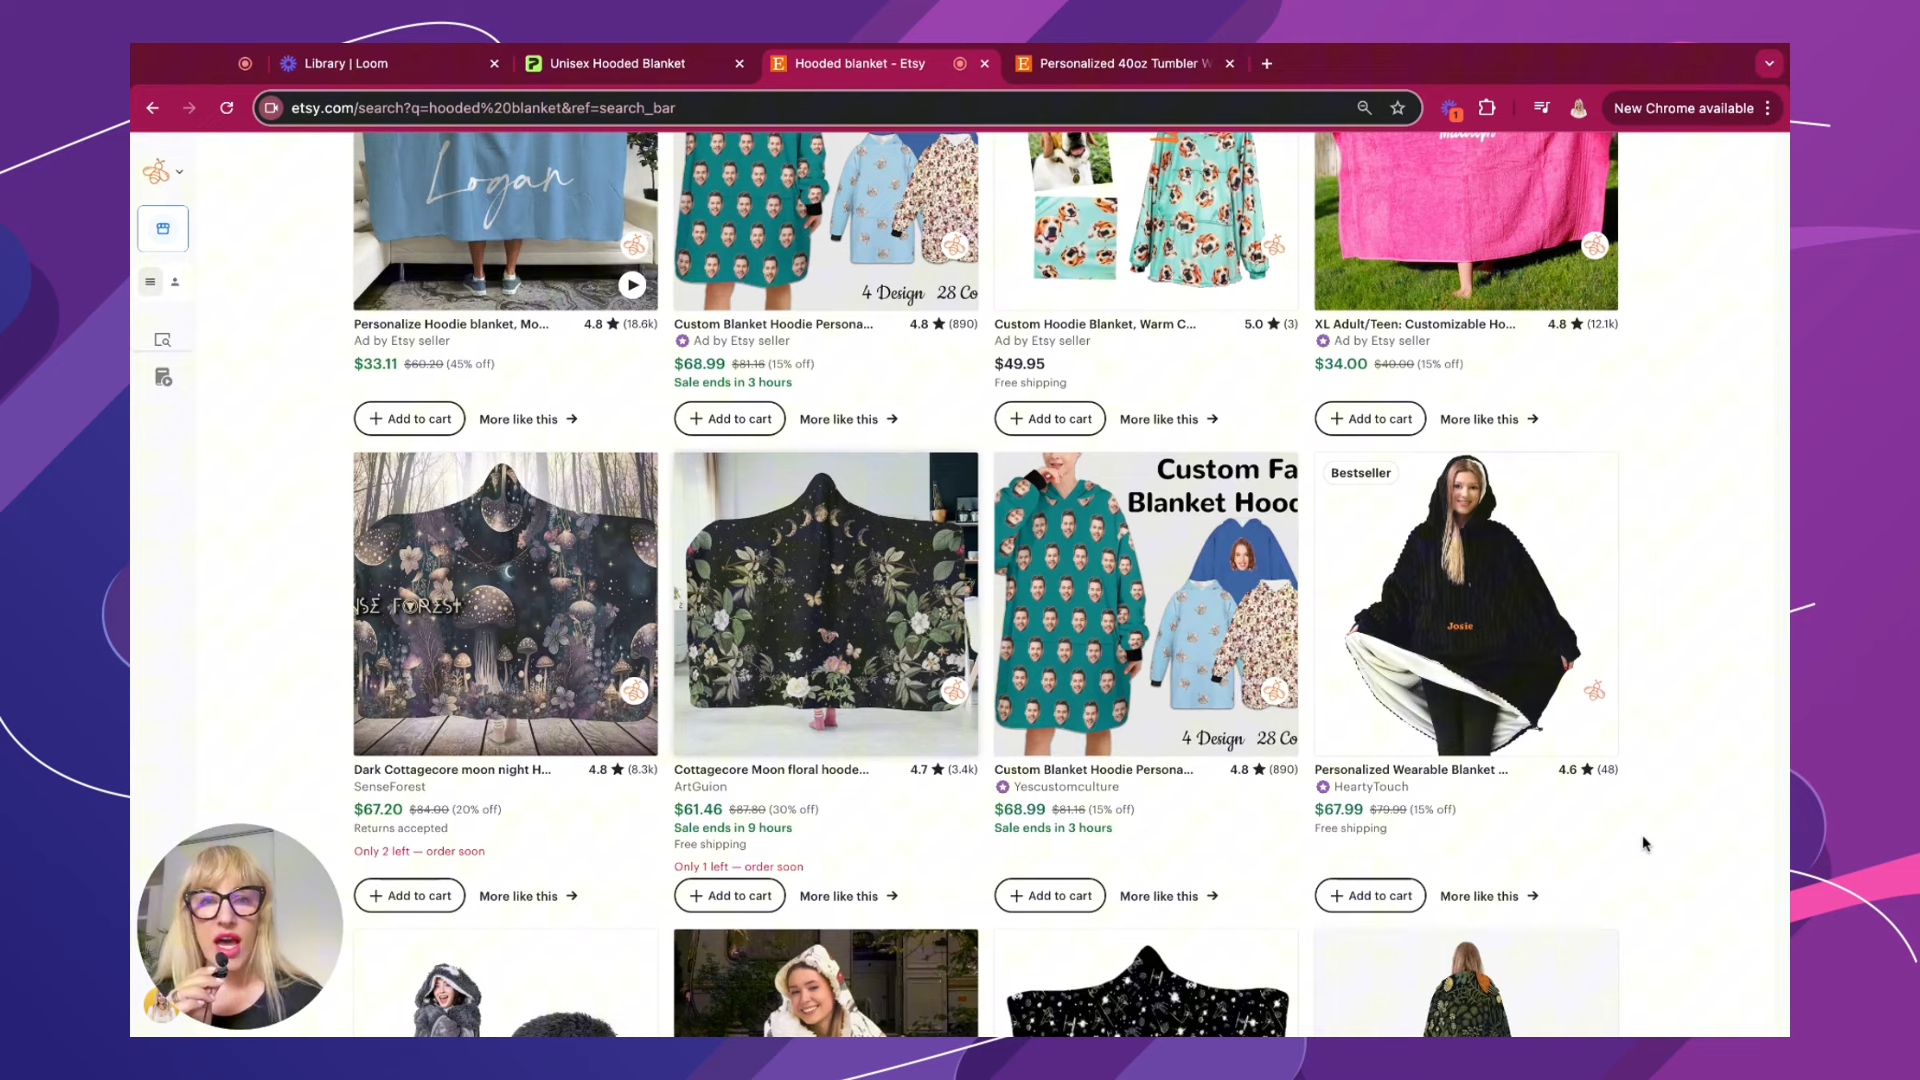 Library | Loom
Unisex Hooded Blanket
Hooded blanket - Etsy
Personalized 40oz Tumbler W
etsy.com/search?q=hooded%20blanket&ref=search_bar
1
New Chrome available
Logan
4 Design 28 Co
Personalize Hoodie blanket, Mo... 4.8 ★ (18.6k)
Ad by Etsy seller
$33.11 $60.20 (45% off)
+ Add to cart More like this →
Custom Blanket Hoodie Persona... 4.8 ★ (890)
Ad by Etsy seller
$68.99 $81.16 (15% off)
Sale ends in 3 hours
+ Add to cart More like this →
Custom Hoodie Blanket, Warm C... 5.0 ★ (3)
Ad by Etsy seller
$49.95
Free shipping
+ Add to cart More like this →
XL Adult/Teen: Customizable Ho... 4.8 ★ (12.1k)
Ad by Etsy seller
$34.00 $40.00 (15% off)
+ Add to cart More like this →
NSE FOREST
Custom Fa
Blanket Hood
4 Design 28 Co
Bestseller
Josie
Dark Cottagecore moon night H... 4.8 ★ (8.3k)
SenseForest
$67.20 $84.00 (20% off)
Returns accepted
Only 2 left — order soon
+ Add to cart More like this →
Cottagecore Moon floral hoode... 4.7 ★ (3.4k)
ArtGuion
$61.46 $87.80 (30% off)
Sale ends in 9 hours
Free shipping
Only 1 left — order soon
+ Add to cart More like this →
Custom Blanket Hoodie Persona... 4.8 ★ (890)
Yescustomculture
$68.99 $81.16 (15% off)
Sale ends in 3 hours
+ Add to cart More like this →
Personalized Wearable Blanket ... 4.6 ★ (48)
HeartyTouch
$67.99 $79.99 (15% off)
Free shipping
+ Add to cart More like this →